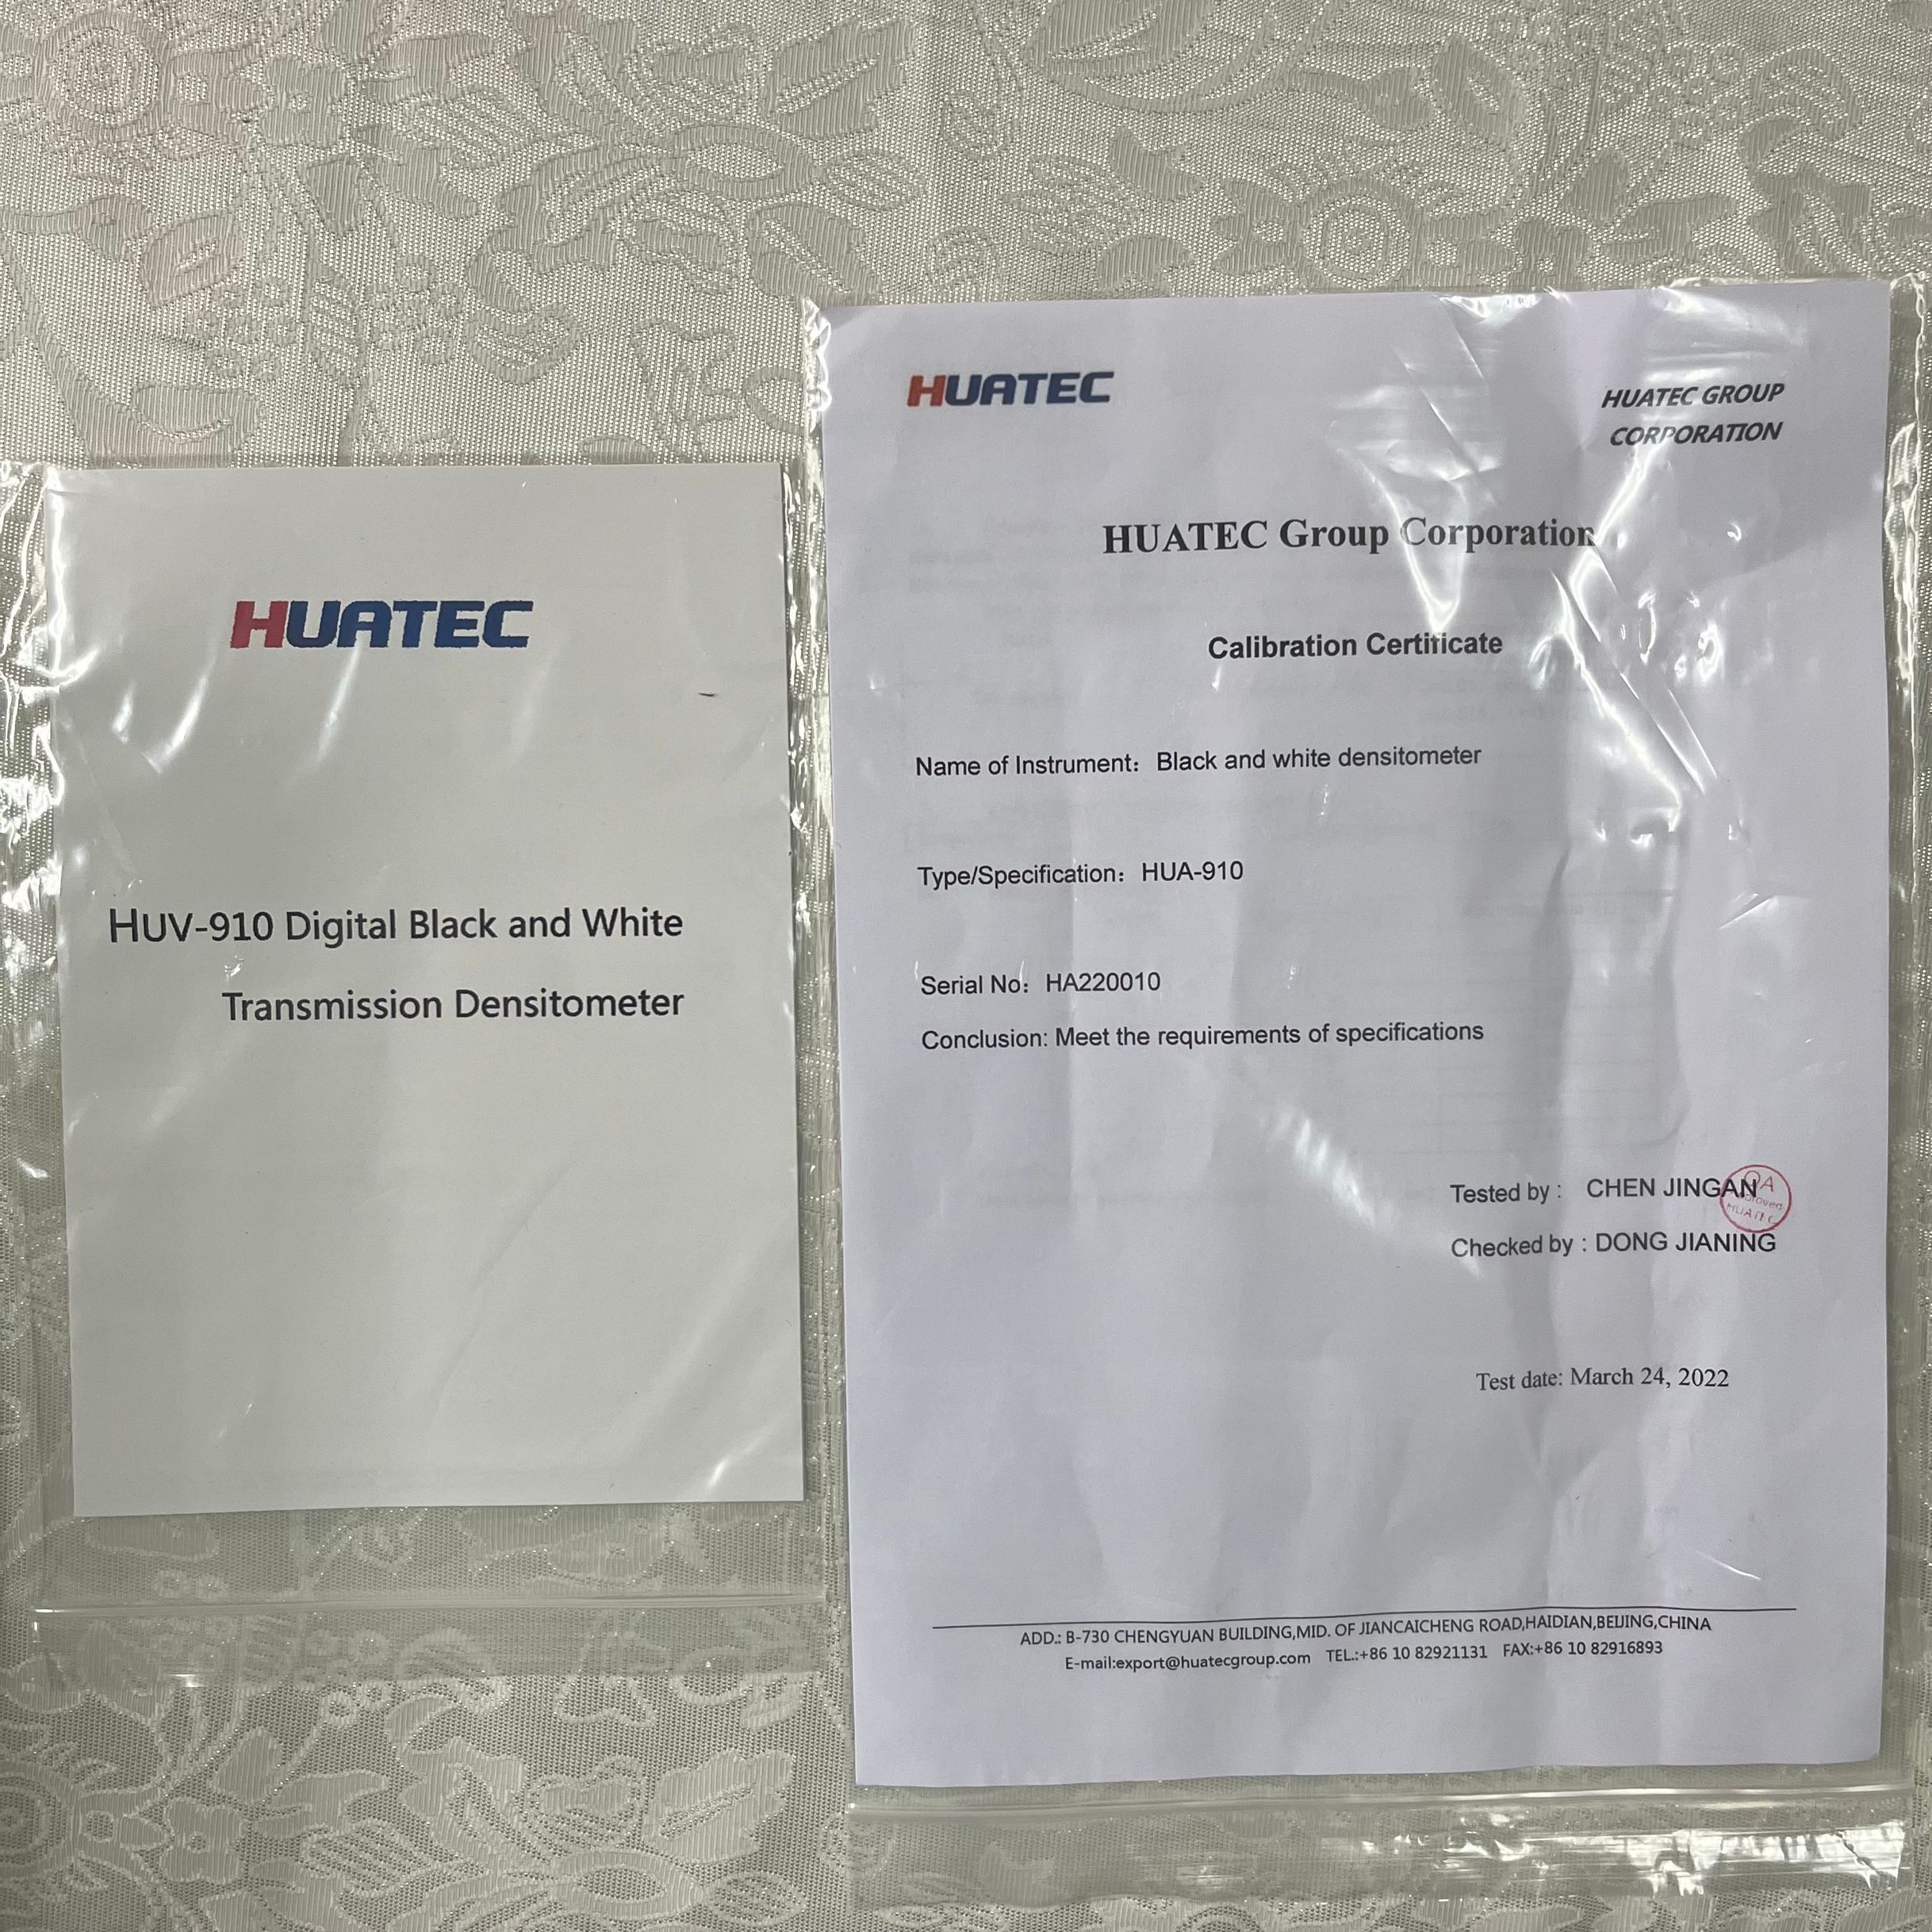 HUATEC
HUV-910 Digital Black and White
Transmission Densitometer
HUATEC
HUATEC GROUP
CORPORATION
HUATEC Group Corporation
Calibration Certificate
Name of Instrument: Black and white densitometer
Type/Specification: HUA-910
Serial No: HA220010
Conclusion: Meet the requirements of specifications
Tested by : CHEN JINGAN
QA
HUATEC
Checked by : DONG JIANING
Test date: March 24, 2022
ADD.: B-730 CHENGYUAN BUILDING,MID. OF JIANCAICHENG ROAD,HAIDIAN,BEIJING,CHINA
E-mail:export@huatecgroup.com TEL.:+86 10 82921131 FAX:+86 10 82916893